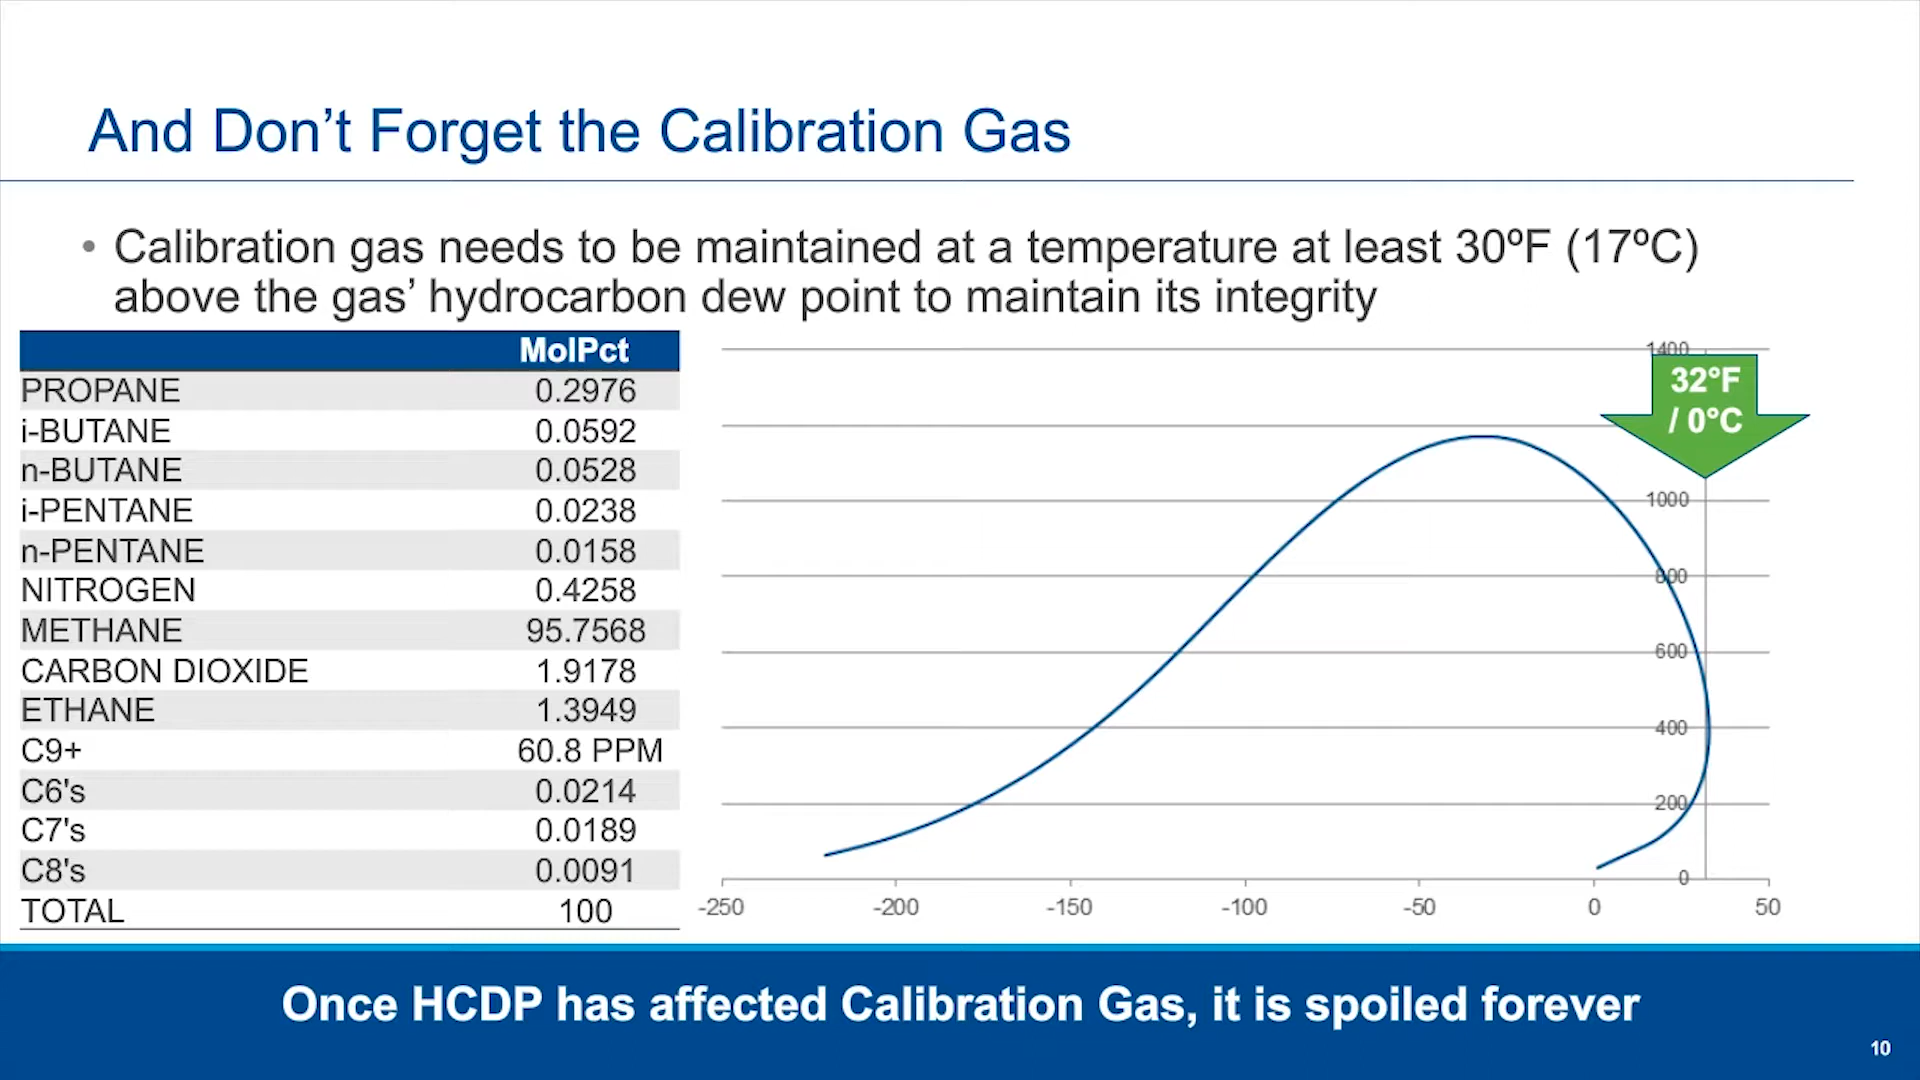 And Don’t Forget the Calibration Gas
• Calibration gas needs to be maintained at a temperature at least 30ºF (17ºC)
above the gas’ hydrocarbon dew point to maintain its integrity
MolPct
PROPANE 0.2976
i-BUTANE 0.0592
n-BUTANE 0.0528
i-PENTANE 0.0238
n-PENTANE 0.0158
NITROGEN 0.4258
METHANE 95.7568
CARBON DIOXIDE 1.9178
ETHANE 1.3949
C9+ 60.8 PPM
C6's 0.0214
C7's 0.0189
C8's 0.0091
TOTAL 100
1400
32°F
/ 0°C
1000
800
600
400
200
0
-250 -200 -150 -100 -50 0 50
Once HCDP has affected Calibration Gas, it is spoiled forever
10